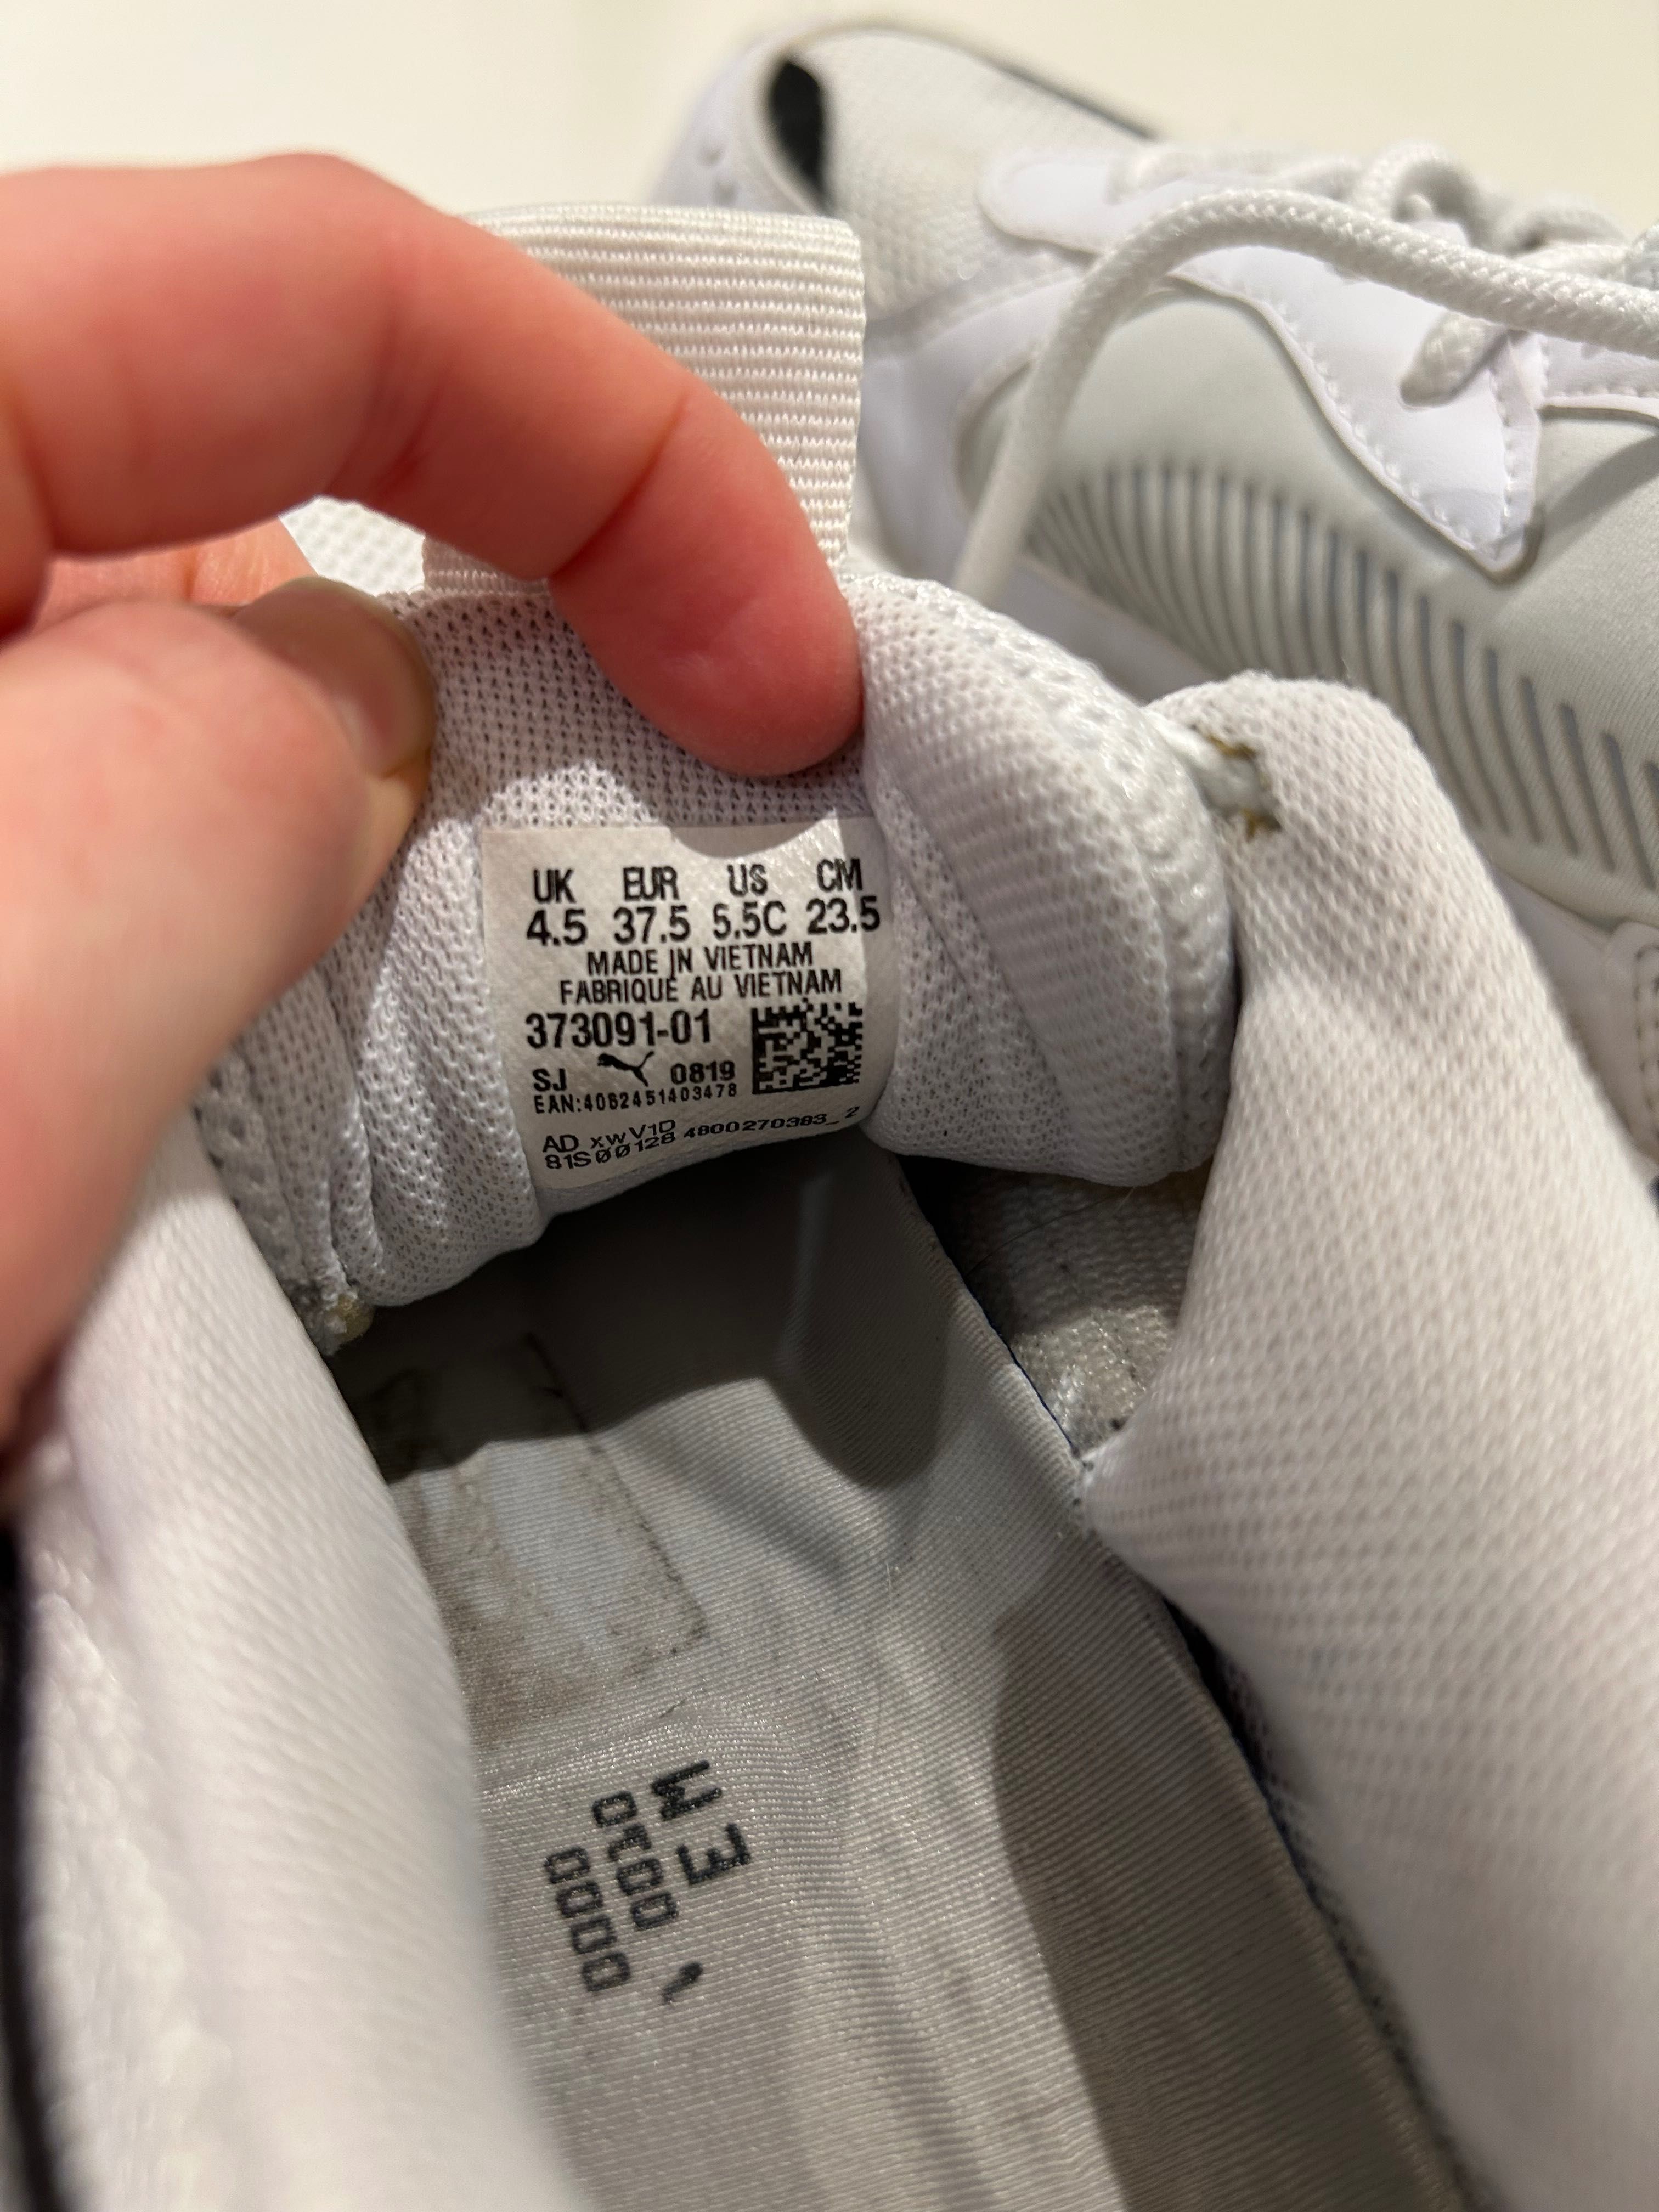 UK EUR US CM
4.5 37.5 5.5C 23.5
MADE IN VIETNAM
FABRIQUE AU VIETNAM
373091-01
SJ 0819
EAN:4062451403478
AD xwV1D
81S00128 4800270383_2